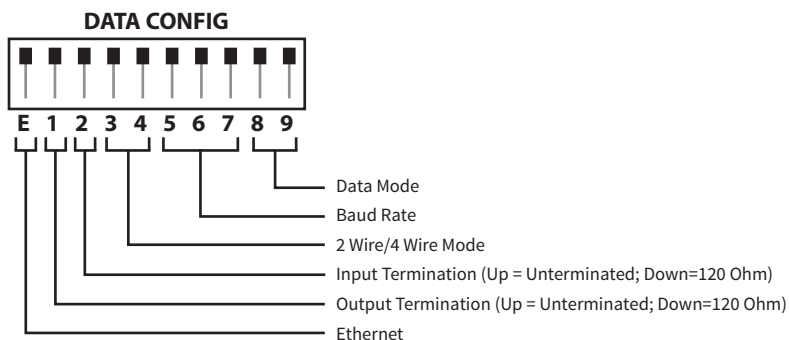 DATA CONFIG
E 1 2 3 4 5 6 7 8 9
Data Mode
Baud Rate
2 Wire/4 Wire Mode
Input Termination (Up = Unterminated; Down=120 Ohm)
Output Termination (Up = Unterminated; Down=120 Ohm)
Ethernet